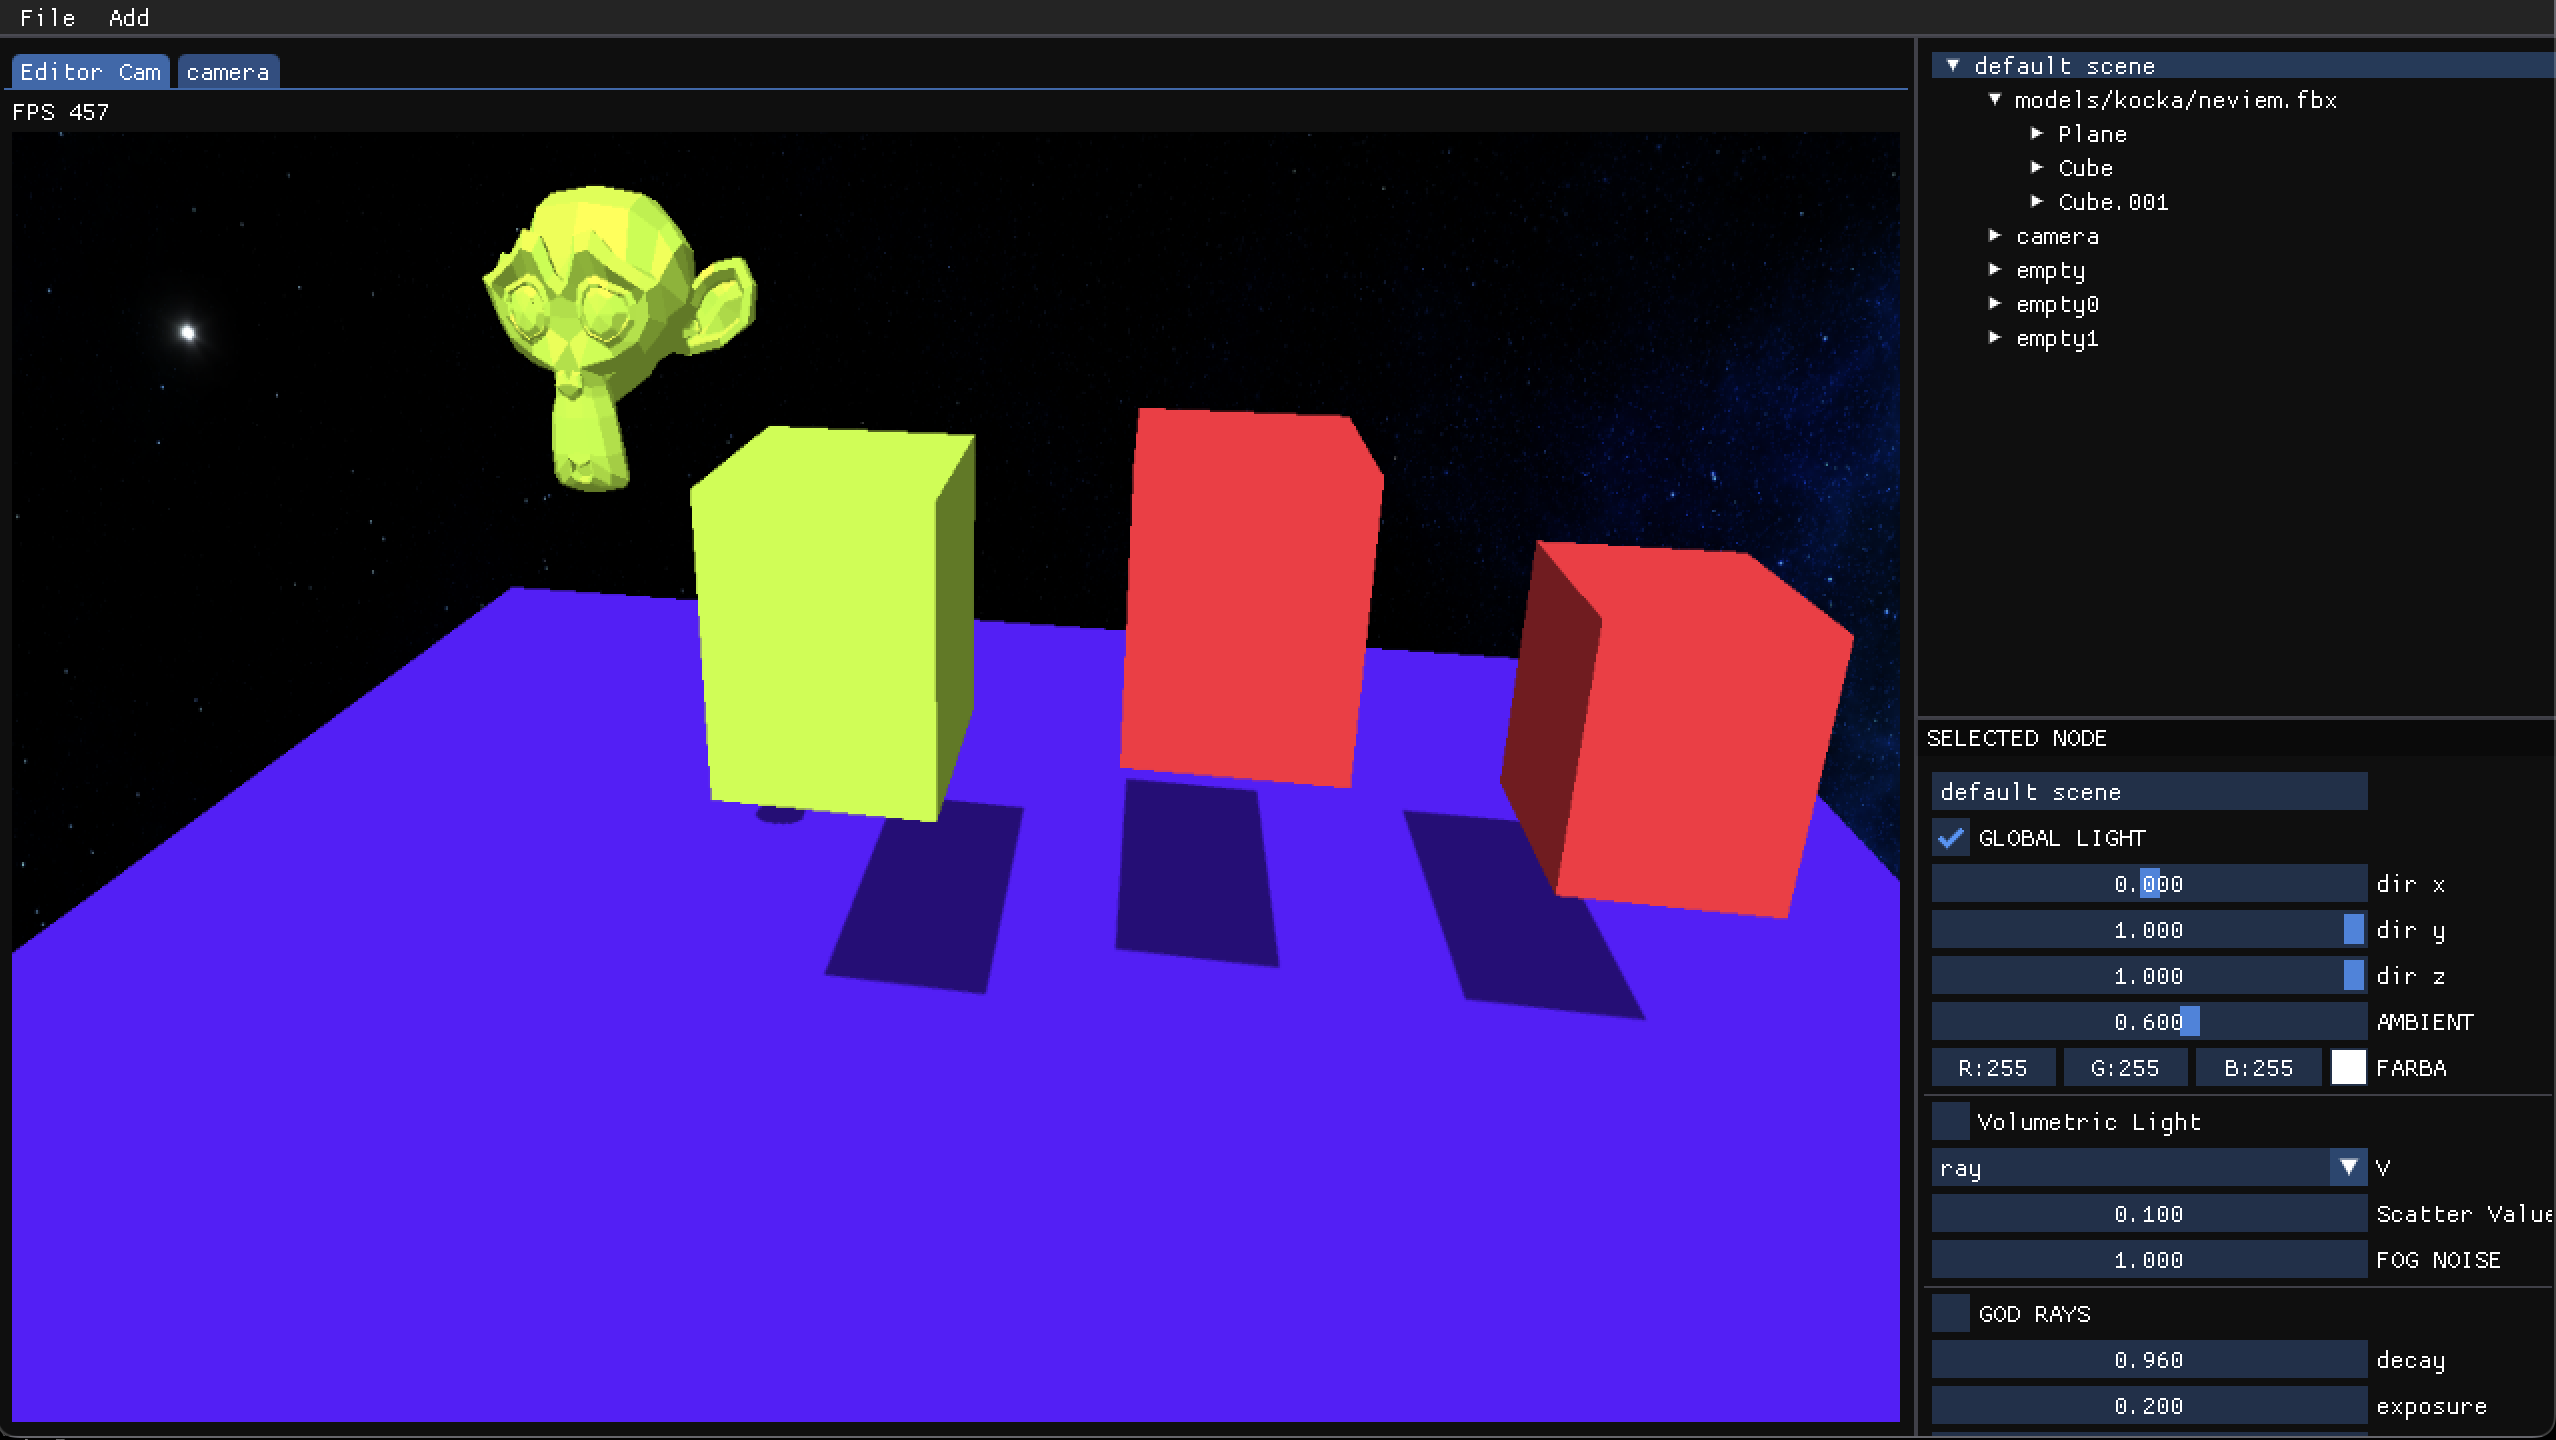 File Add
Editor Cam camera
FPS 457
default scene
models/kocka/neviem.fbx
Plane
Cube
Cube.001
camera
empty
empty0
empty1
SELECTED NODE
default scene
GLOBAL LIGHT
0.000 dir x
1.000 dir y
1.000 dir z
0.600 AMBIENT
R:255 G:255 B:255 FARBA
Volumetric Light
ray V
0.100 Scatter Value
1.000 FOG NOISE
GOD RAYS
0.960 decay
0.200 exposure